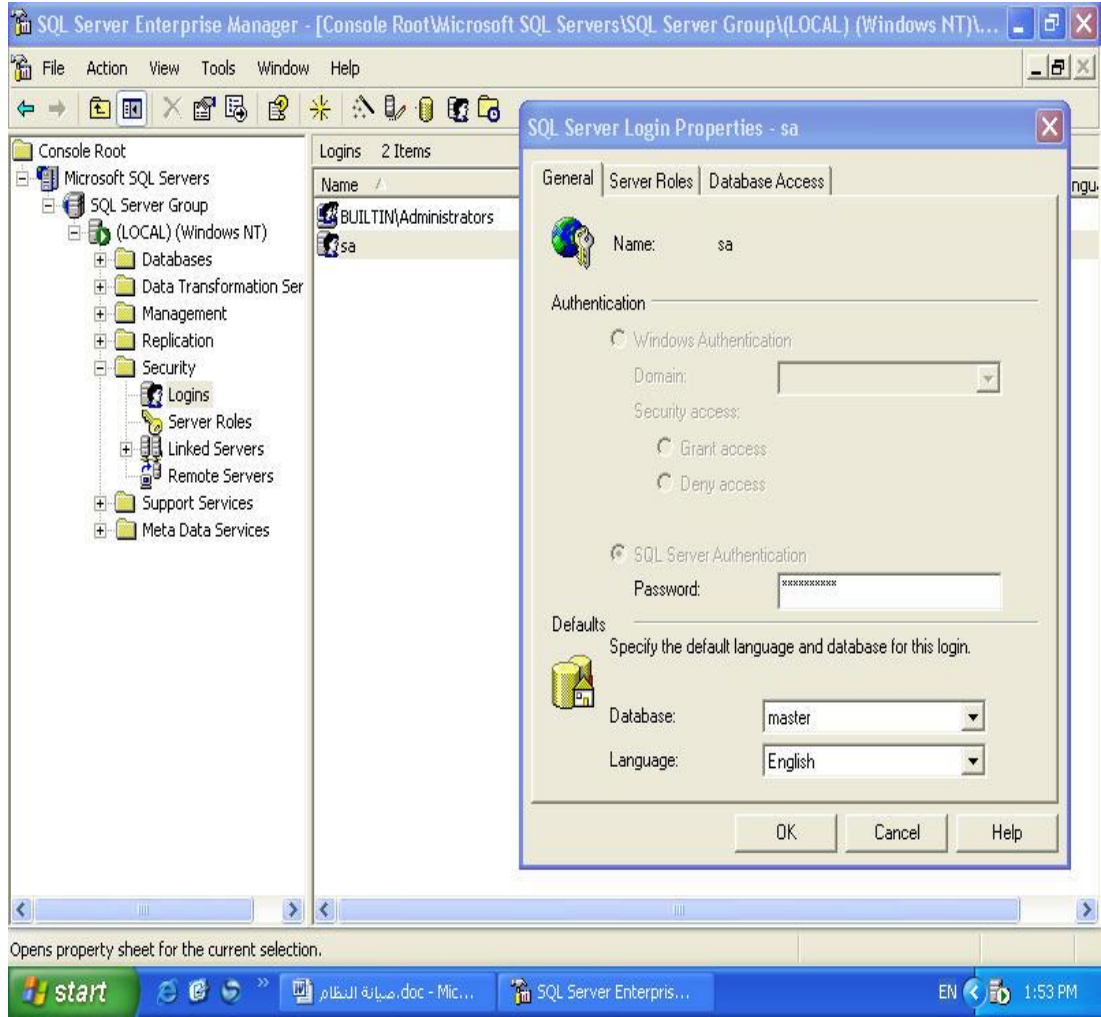 SQL Server Enterprise Manager - [Console Root\Microsoft SQL Servers\SQL Server Group\(LOCAL) (Windows NT)\...
File Action View Tools Window Help
Console Root
Microsoft SQL Servers
SQL Server Group
(LOCAL) (Windows NT)
Databases
Data Transformation Ser
Management
Replication
Security
Logins
Server Roles
Linked Servers
Remote Servers
Support Services
Meta Data Services
Logins 2 Items
Name
ngu
BUILTIN\Administrators
sa
SQL Server Login Properties - sa
General Server Roles Database Access
Name: sa
Authentication
Windows Authentication
Domain:
Security access:
Grant access
Deny access
SQL Server Authentication
Password: **********
Defaults
Specify the default language and database for this login.
Database: master
Language: English
OK Cancel Help
Opens property sheet for the current selection.
start
صيانة النظام.doc - Mic...
SQL Server Enterpris...
EN
1:53 PM